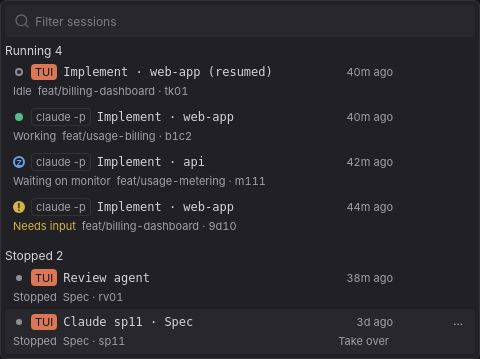 Filter sessions
Running 4
TUI Implement · web-app (resumed) 40m ago
Idle feat/billing-dashboard · tk01
claude -p Implement · web-app 40m ago
Working feat/usage-billing · b1c2
claude -p Implement · api 42m ago
Waiting on monitor feat/usage-metering · m111
claude -p Implement · web-app 44m ago
Needs input feat/billing-dashboard · 9d10
Stopped 2
TUI Review agent 38m ago
Stopped Spec · rv01
TUI Claude sp11 · Spec 3d ago ...
Stopped Spec · sp11 Take over